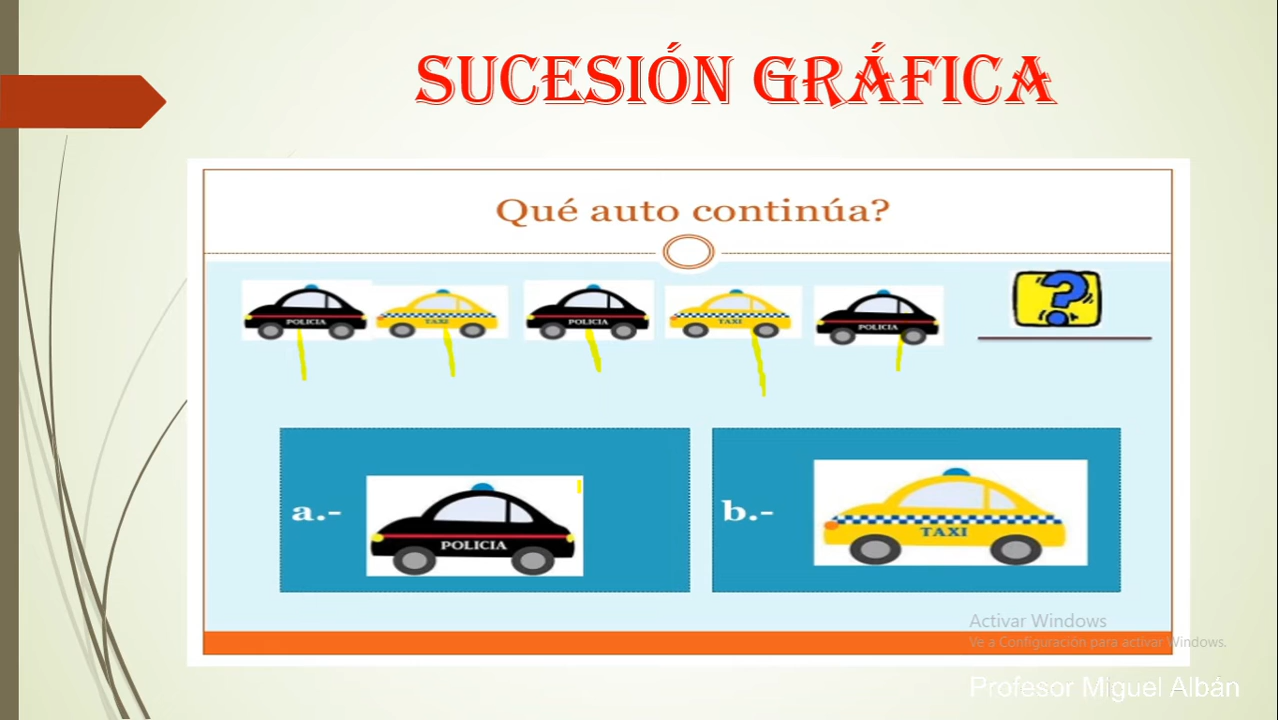 SUCESIÓN GRÁFICA
Qué auto continúa?
POLICIA TAXI POLICIA TAXI POLICIA
?
a.- POLICIA b.- TAXI
Activar Windows
Ve a Configuración para activar Windows.
Profesor Miguel Albán